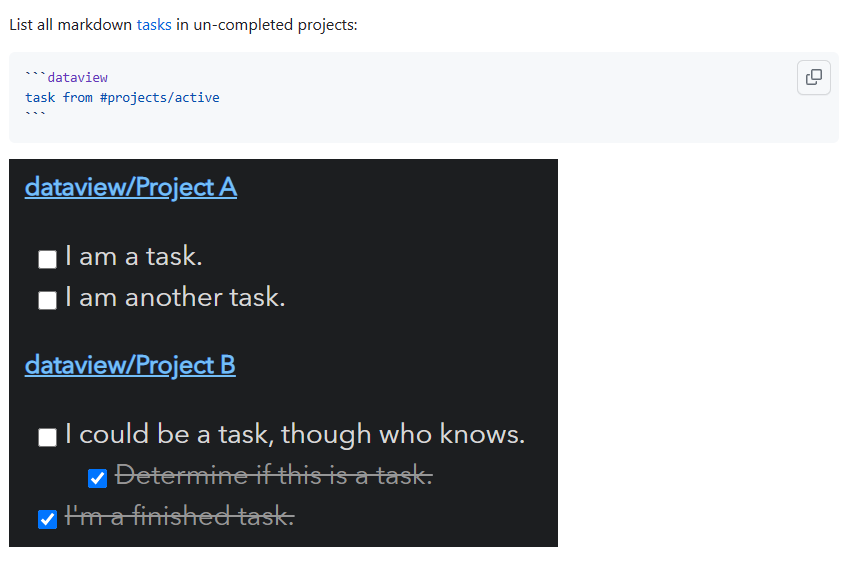 List all markdown tasks in un-completed projects:
```dataview
task from #projects/active
```
dataview/Project A
I am a task.
I am another task.
dataview/Project B
I could be a task, though who knows.
Determine if this is a task.
I'm a finished task.